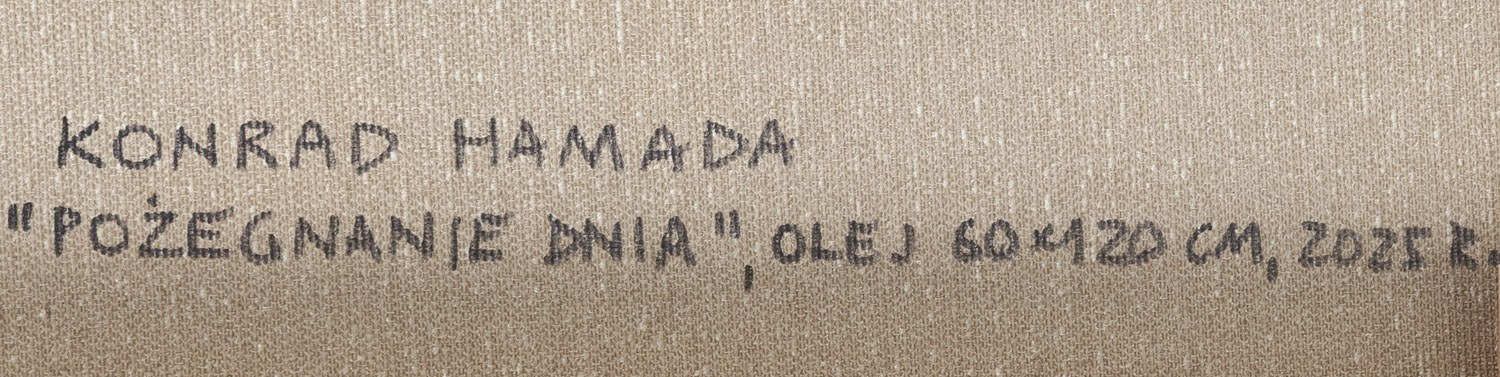 KONRAD HAMADA
"POŻEGNANIE DNIA", OLEJ 60x120 CM, 2025 R.